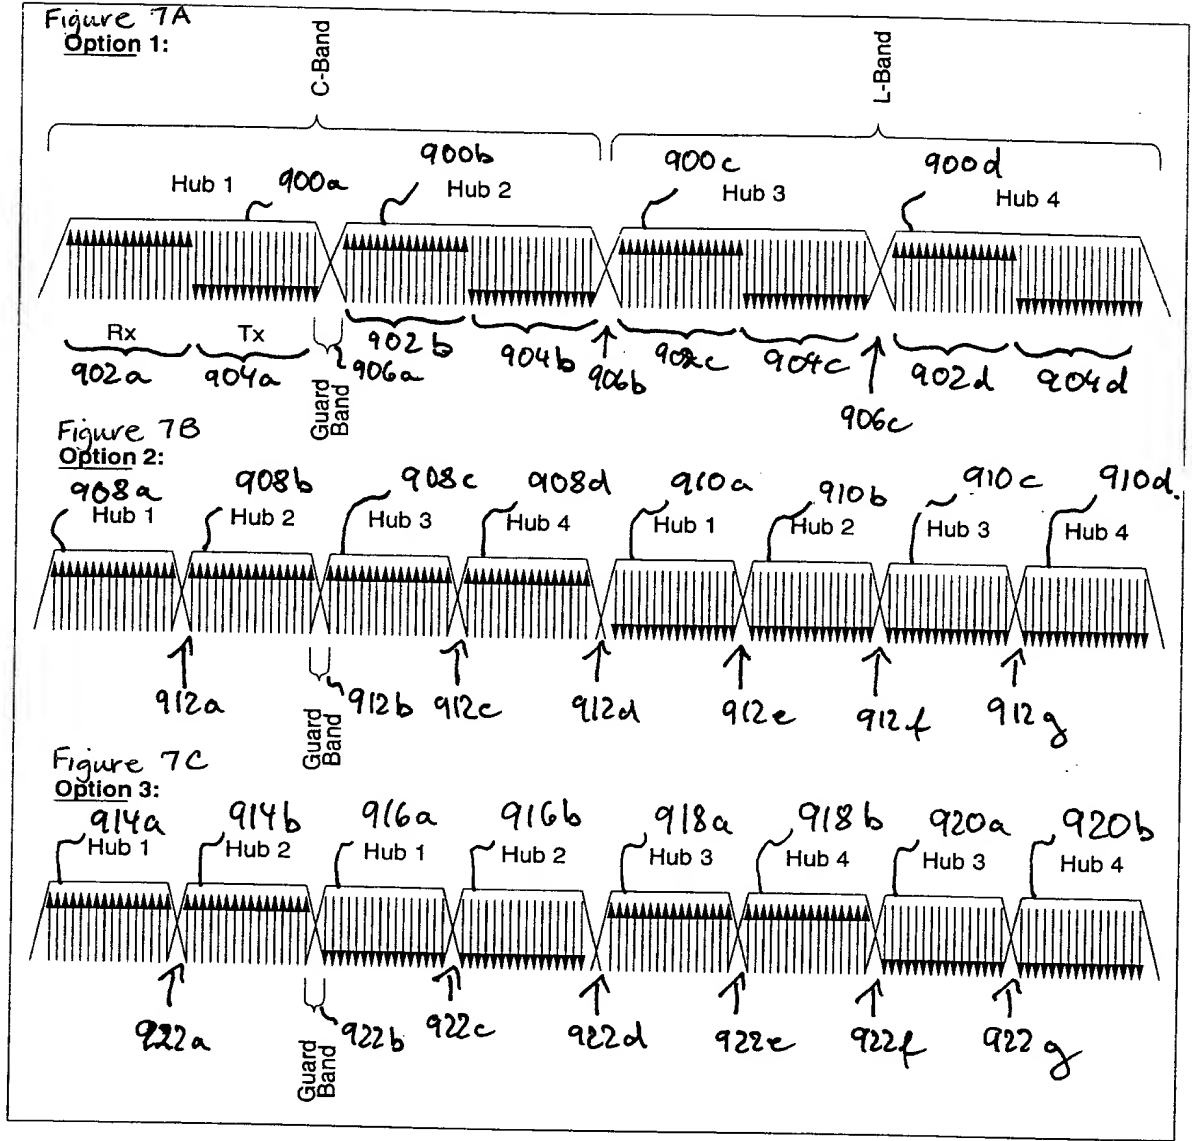 Figure 7A
Option 1:
C-Band
L-Band
Hub 1 900a
900b
Hub 2
900c
Hub 3
900d
Hub 4
Rx Tx
902a 904a
Guard
Band
906a
902b 904b 906b 902c 904c 906c 902d 904d
Figure 7B
Option 2:
908a 908b 908c 908d 910a 910b 910c 910d.
Hub 1 Hub 2 Hub 3 Hub 4 Hub 1 Hub 2 Hub 3 Hub 4
912a 912b 912c 912d 912e 912f 912g
Guard
Band
Figure 7C
Option 3:
914a 914b 916a 916b 918a 918b 920a 920b
Hub 1 Hub 2 Hub 1 Hub 2 Hub 3 Hub 4 Hub 3 Hub 4
922a 922b 922c 922d 922e 922f 922g
Guard
Band